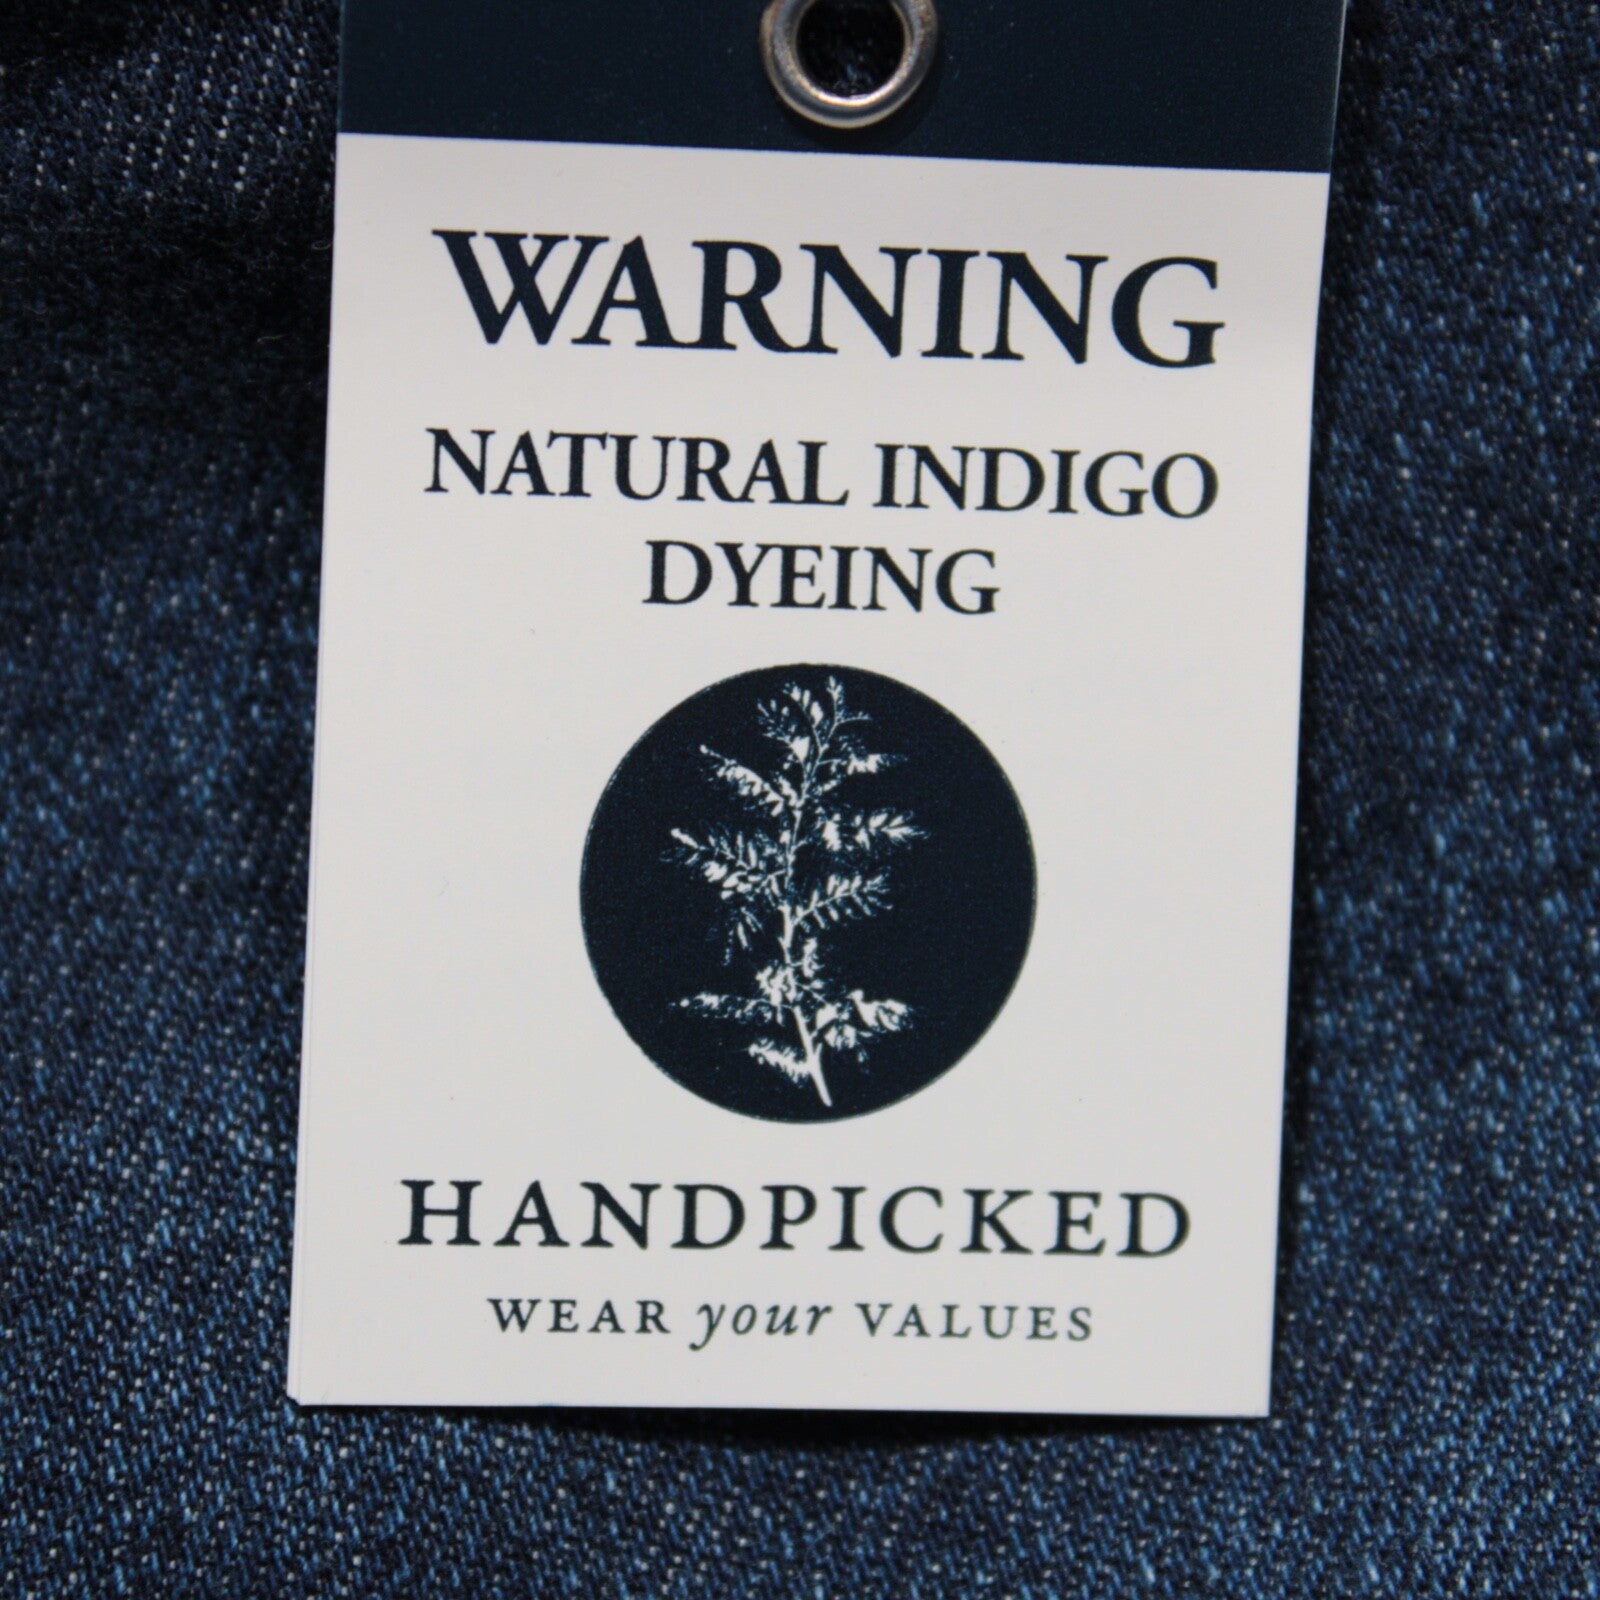 WARNING
NATURAL INDIGO
DYEING
HANDPICKED
WEAR your VALUES